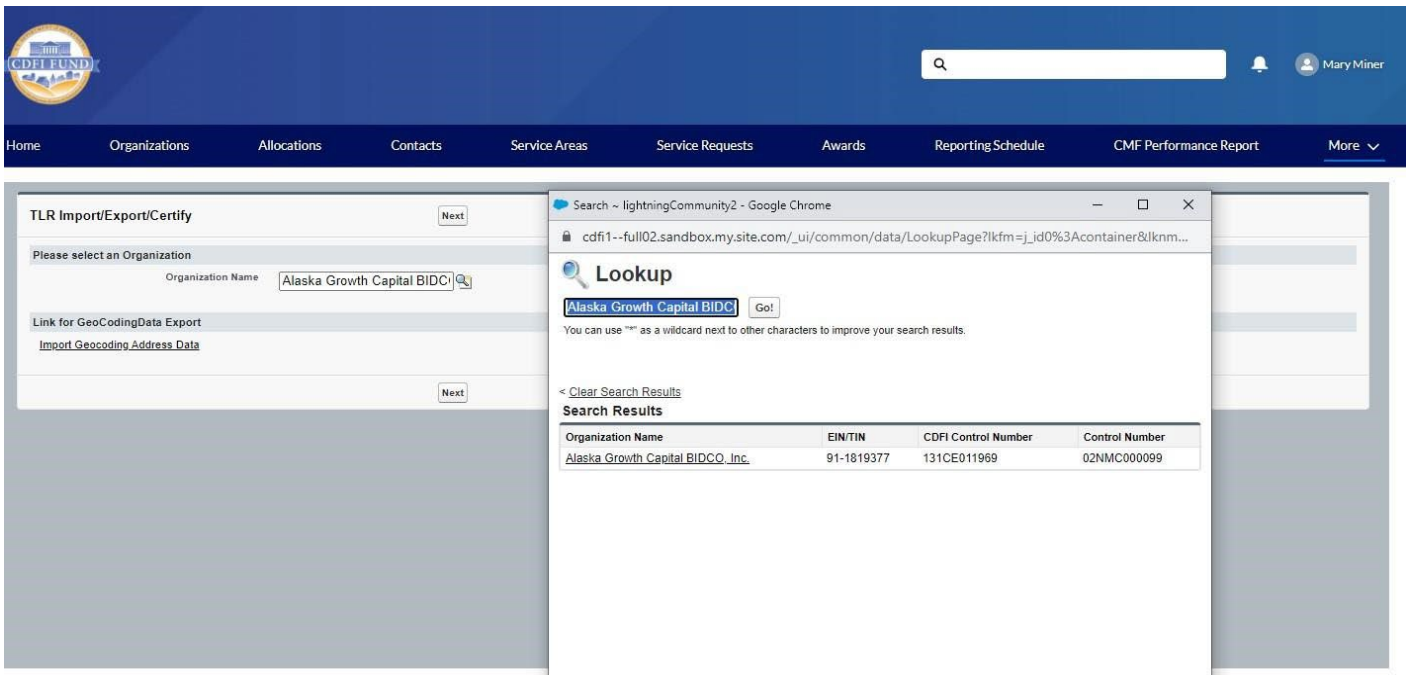 CDFI FUND
Mary Miner
Home Organizations Allocations Contacts Service Areas Service Requests Awards Reporting Schedule CMF Performance Report More
TLR Import/Export/Certify Next
Please select an Organization
Organization Name Alaska Growth Capital BIDC
Link for GeoCodingData Export
Import Geocoding Address Data
Next
Search ~ lightningCommunity2 - Google Chrome
cdfi1--full02.sandbox.my.site.com/_ui/common/data/LookupPage?lkfm=j_id0%3Acontainer&lknm...
Lookup
Alaska Growth Capital BIDC Go!
You can use "*" as a wildcard next to other characters to improve your search results.
< Clear Search Results
Search Results
Organization Name EIN/TIN CDFI Control Number Control Number
Alaska Growth Capital BIDCO, Inc. 91-1819377 131CE011969 02NMC000099